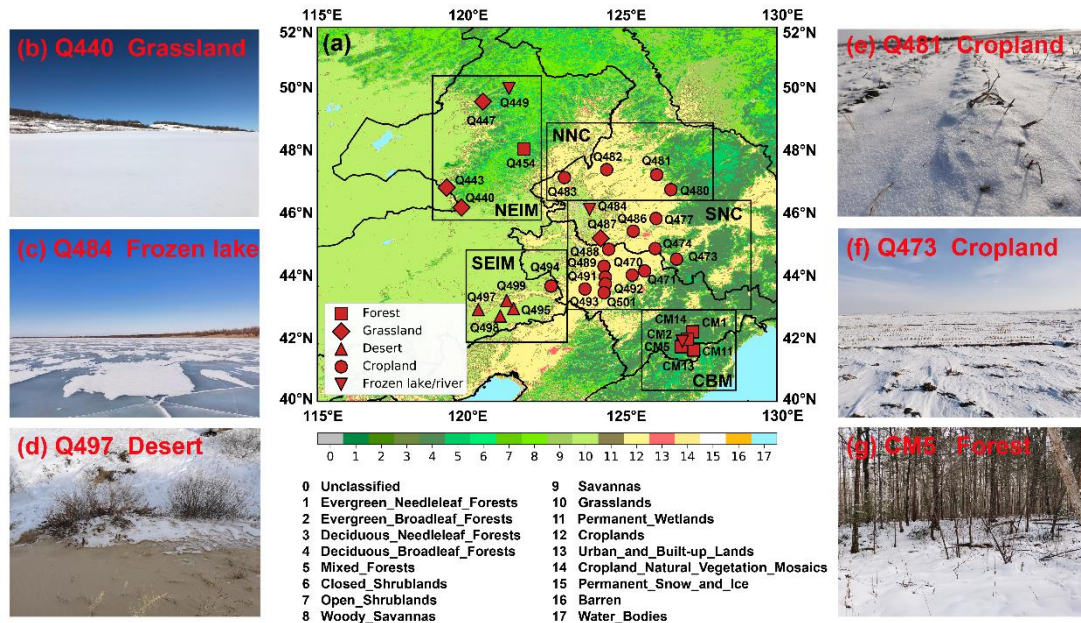 (b) Q440 Grassland
(c) Q484 Frozen lake
(d) Q497 Desert
115°E 120°E 125°E 130°E
52°N 52°N
(a)
50°N 50°N
48°N 48°N
46°N 46°N
44°N 44°N
42°N 42°N
40°N 40°N
115°E 120°E 125°E 130°E
Q449
Q447
Q454
Q443
Q440
NEIM
NNC
Q482
Q481
Q483
Q480
SNC
Q484
Q486
Q477
Q487
Q488
Q474
Q473
Q489
Q470
Q471
Q491
Q492
Q493
Q501
SEIM
Q494
Q499
Q497
Q495
Q498
CM14
CM1
CM2
CM5
CM11
CM13
CBM
Forest
Grassland
Desert
Cropland
Frozen lake/river
0 1 2 3 4 5 6 7 8 9 10 11 12 13 14 15 16 17
0 Unclassified
1 Evergreen_Needleleaf_Forests
2 Evergreen_Broadleaf_Forests
3 Deciduous_Needleleaf_Forests
4 Deciduous_Broadleaf_Forests
5 Mixed_Forests
6 Closed_Shrublands
7 Open_Shrublands
8 Woody_Savannas
9 Savannas
10 Grasslands
11 Permanent_Wetlands
12 Croplands
13 Urban_and_Built-up_Lands
14 Cropland_Natural_Vegetation_Mosaics
15 Permanent_Snow_and_Ice
16 Barren
17 Water_Bodies
(e) Q481 Cropland
(f) Q473 Cropland
(g) CM5 Forest